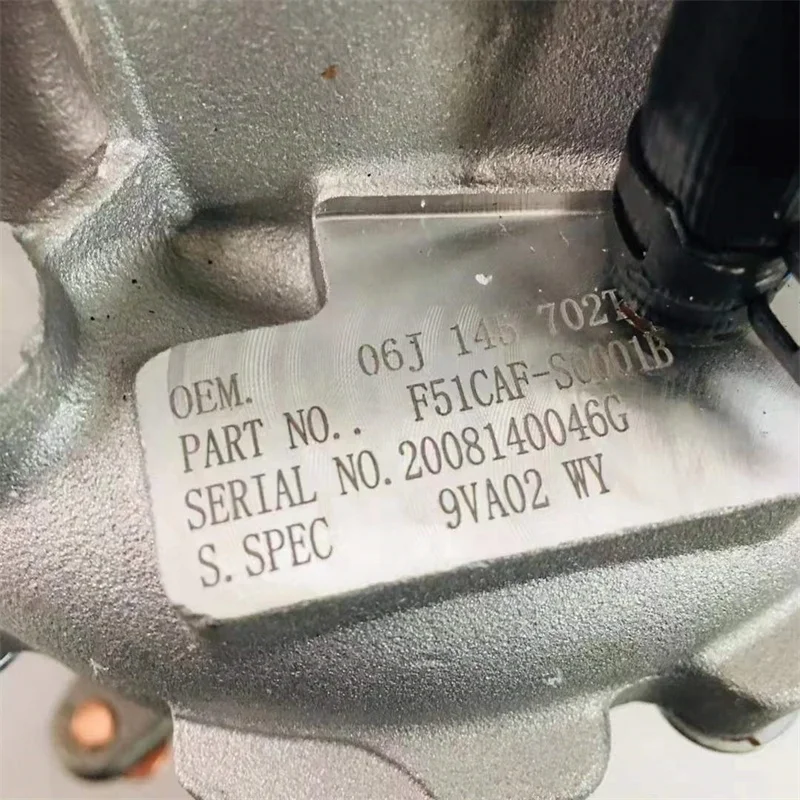 OEM. 06J 145 702T
PART NO.. F51CAF-S0001B
SERIAL NO. 2008140046G
S. SPEC 9VA02 WY